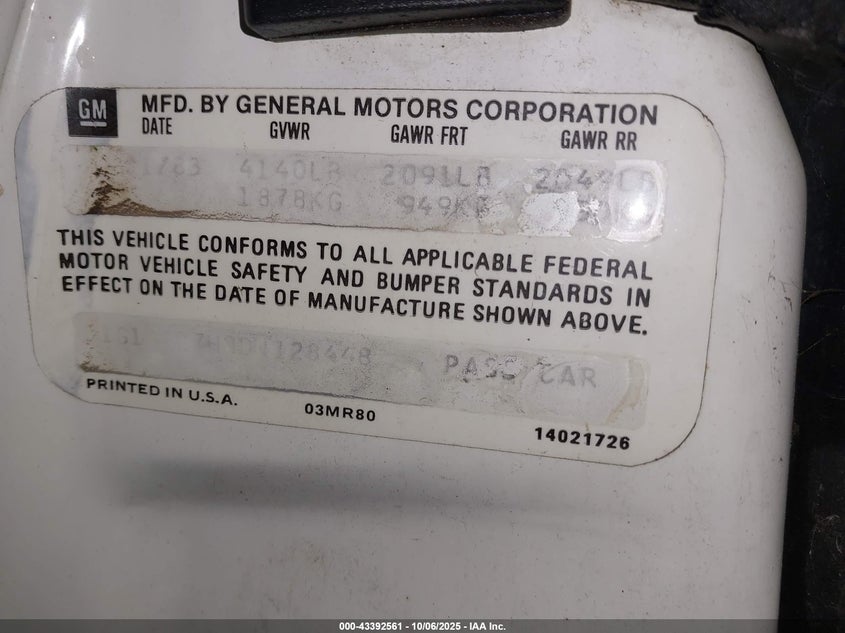 GM
MFD. BY GENERAL MOTORS CORPORATION
DATE GVWR GAWR FRT GAWR RR
4140LB 2091LB
1878KG
THIS VEHICLE CONFORMS TO ALL APPLICABLE FEDERAL
MOTOR VEHICLE SAFETY AND BUMPER STANDARDS IN
EFFECT ON THE DATE OF MANUFACTURE SHOWN ABOVE.
PASS CAR
PRINTED IN U.S.A. 03MR80 14021726
000-43392561 - 10/06/2025 - IAA Inc.